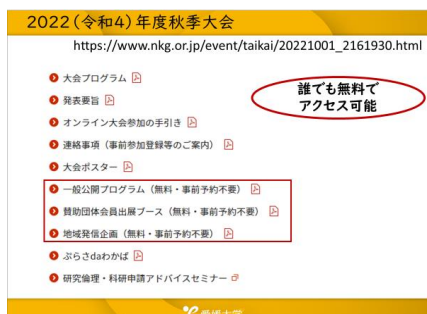 2022(令和4)年度秋季大会
https://www.nkg.or.jp/event/taikai/20221001_2161930.html
大会プログラム
発表要旨
オンライン大会参加の手引き
連絡事項(事前参加登録等のご案内)
大会ポスター
一般公開プログラム(無料・事前予約不要)
賛助団体会員出展ブース(無料・事前予約不要)
地域発信企画(無料・事前予約不要)
ぶらさdaわかば
研究倫理・科研申請アドバイスセミナー
誰でも無料で
アクセス可能